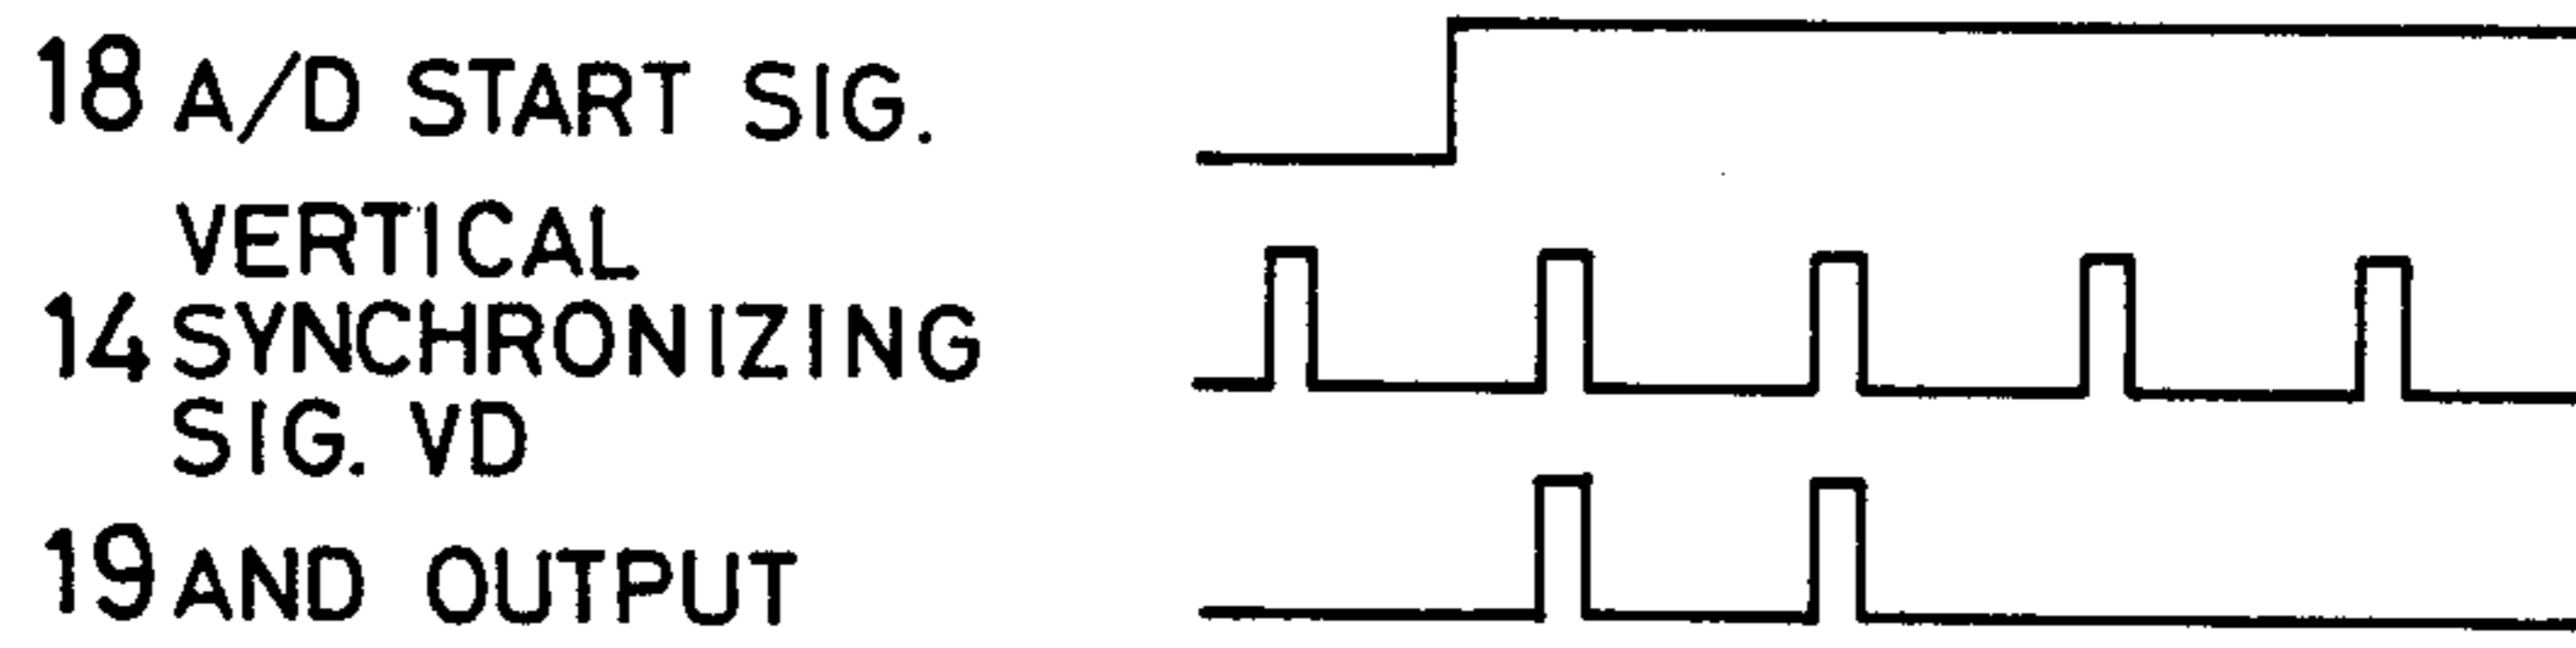 18 A/D START SIG.
VERTICAL
14 SYNCHRONIZING
SIG. VD
19 AND OUTPUT